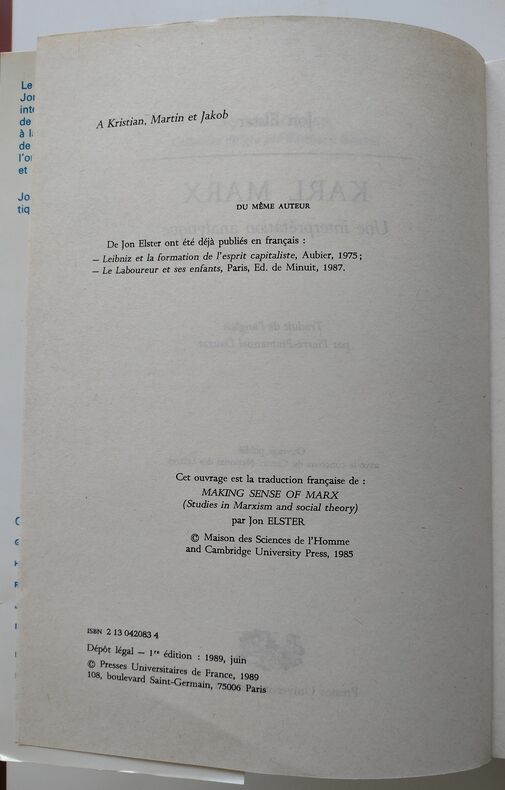 A Kristian, Martin et Jakob
DU MÊME AUTEUR
De Jon Elster ont été déjà publiés en français :
— Leibniz et la formation de l'esprit capitaliste, Aubier, 1975 ;
— Le Laboureur et ses enfants, Paris, Ed. de Minuit, 1987.
Cet ouvrage est la traduction française de :
MAKING SENSE OF MARX
(Studies in Marxism and social theory)
par Jon ELSTER
© Maison des Sciences de l'Homme
and Cambridge University Press, 1985
ISBN 2 13 042083 4
Dépôt légal — 1re édition : 1989, juin
© Presses Universitaires de France, 1989
108, boulevard Saint-Germain, 75006 Paris